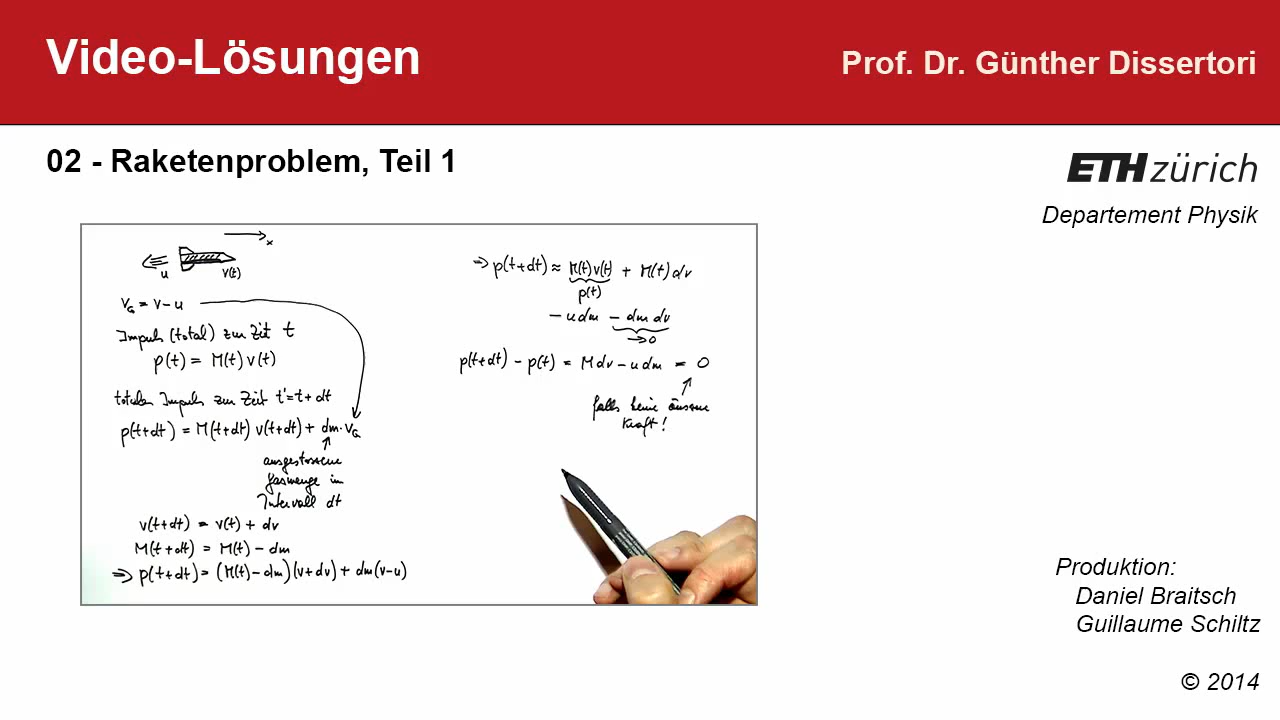 Video-Lösungen
Prof. Dr. Günther Dissertori
02 - Raketenproblem, Teil 1
ETH zürich
Departement Physik
x
u
v(t)
v_G = v - u
Impuls (total) zur Zeit t
p(t) = M(t) v(t)
totaler Impuls zur Zeit t' = t + dt
p(t+dt) = M(t+dt) v(t+dt) + dm · v_G
ausgestossene
Gasmenge im
Intervall dt
v(t+dt) = v(t) + dv
M(t+dt) = M(t) - dm
=> p(t+dt) = (M(t) - dm)(v + dv) + dm(v-u)
=> p(t+dt) ≈ M(t)v(t) + M(t) dv
p(t)
- u dm - dm dv
→ 0
p(t+dt) - p(t) = M dv - u dm = 0
falls keine äussere
Kraft!
Produktion:
Daniel Braitsch
Guillaume Schiltz
© 2014